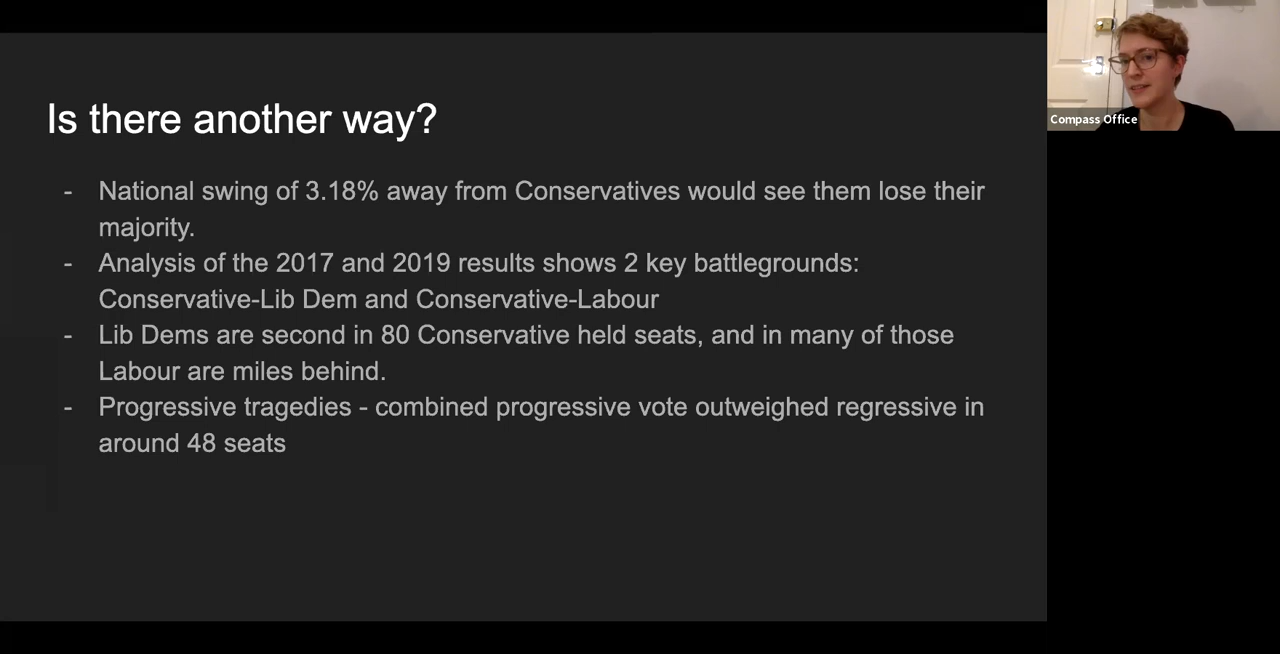 Is there another way?
- National swing of 3.18% away from Conservatives would see them lose their
majority.
- Analysis of the 2017 and 2019 results shows 2 key battlegrounds:
Conservative-Lib Dem and Conservative-Labour
- Lib Dems are second in 80 Conservative held seats, and in many of those
Labour are miles behind.
- Progressive tragedies - combined progressive vote outweighed regressive in
around 48 seats
Compass Office